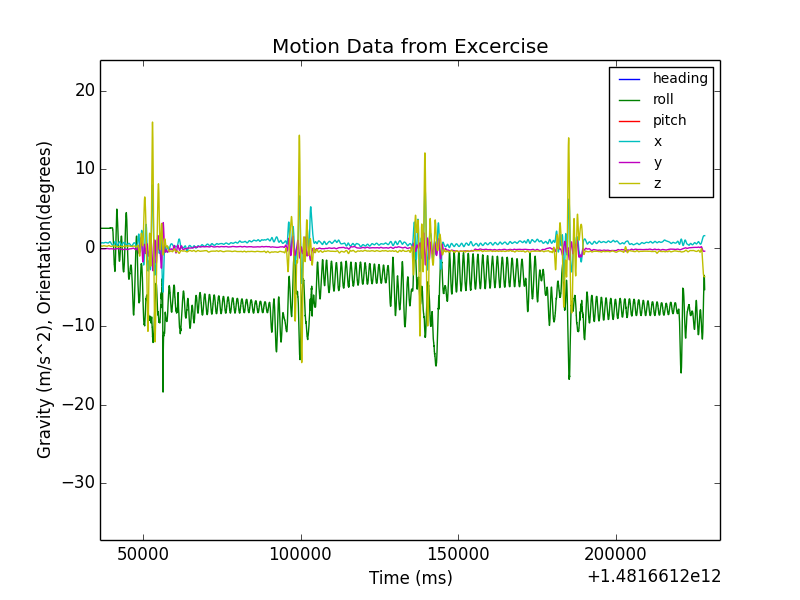 Motion Data from Excercise
heading
roll
pitch
x
y
z
20
10
0
−10
−20
−30
Gravity (m/s^2), Orientation(degrees)
50000
100000
150000
200000
+1.4816612e12
Time (ms)